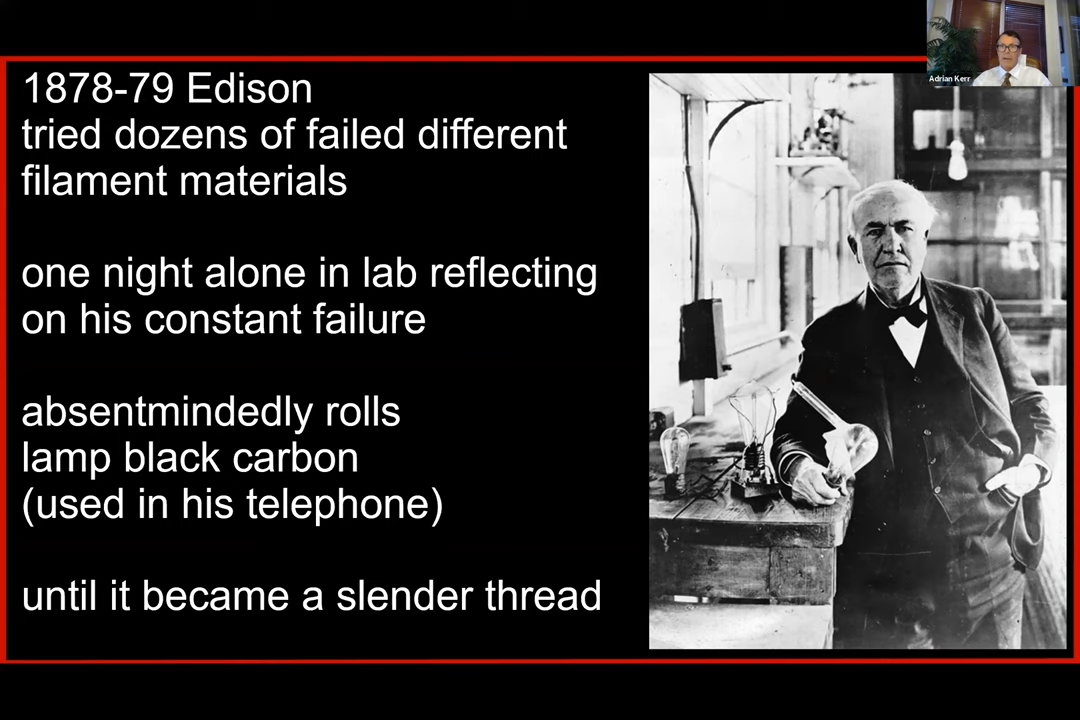 1878-79 Edison
tried dozens of failed different
filament materials
one night alone in lab reflecting
on his constant failure
absentmindedly rolls
lamp black carbon
(used in his telephone)
until it became a slender thread
Adrian Kerr